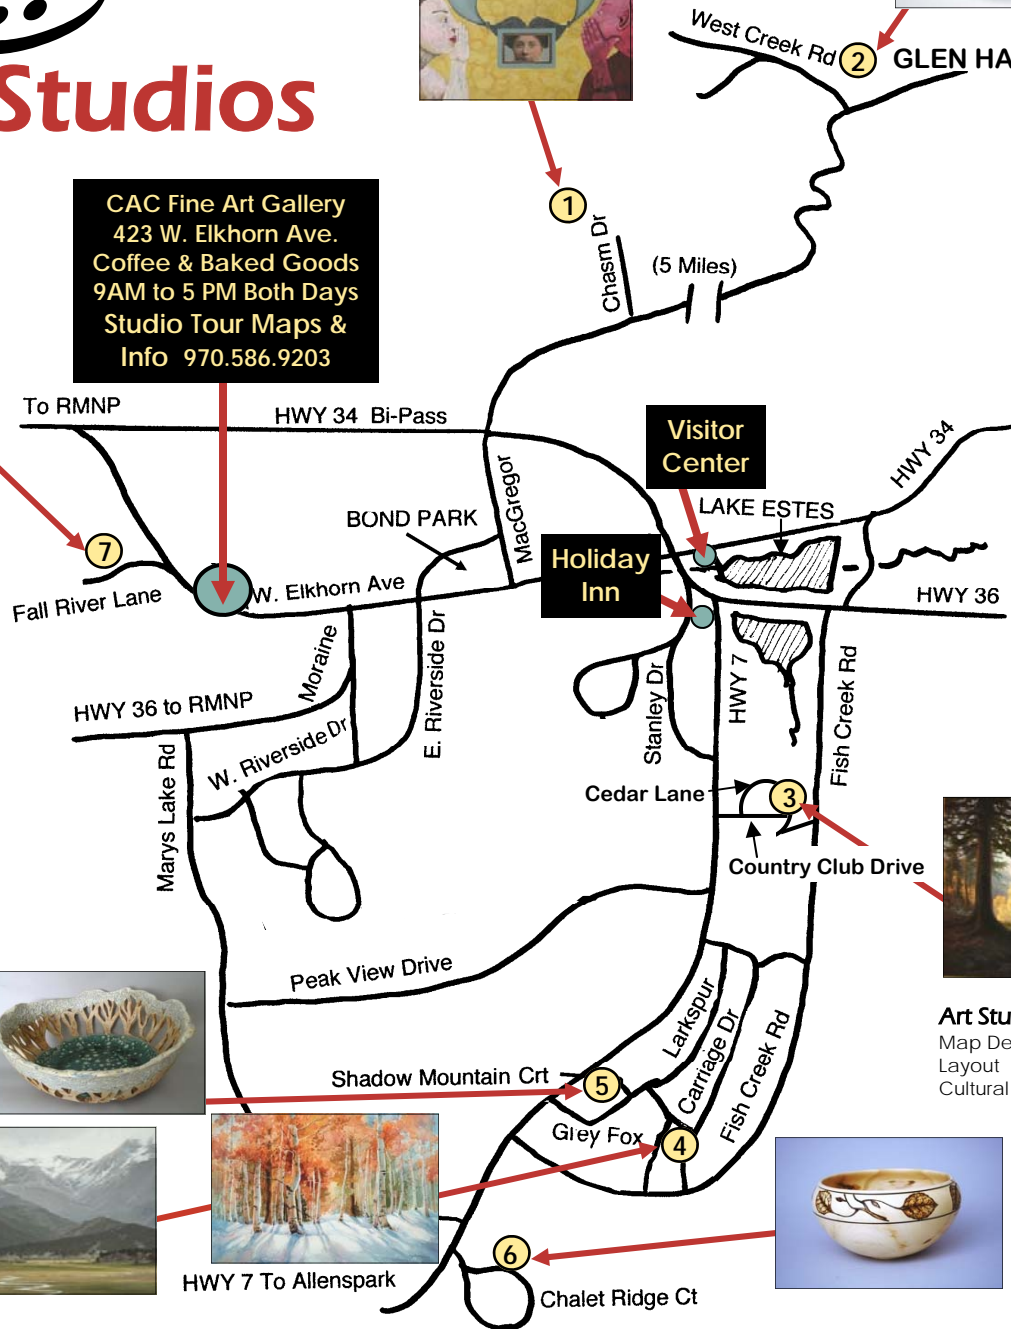 Studios
West Creek Rd
2
GLEN HA
1
Chasm Dr
(5 Miles)
CAC Fine Art Gallery
423 W. Elkhorn Ave.
Coffee & Baked Goods
9AM to 5 PM Both Days
Studio Tour Maps &
Info 970.586.9203
To RMNP
HWY 34 Bi-Pass
Visitor
Center
HWY 34
MacGregor
LAKE ESTES
BOND PARK
7
Holiday
Inn
Fall River Lane
W. Elkhorn Ave
HWY 36
Moraine
E. Riverside Dr
Stanley Dr
HWY 7
Fish Creek Rd
HWY 36 to RMNP
W. Riverside Dr
Marys Lake Rd
Cedar Lane
3
Country Club Drive
Peak View Drive
Larkspur
Carriage Dr
Fish Creek Rd
Art Stu
Map De
Layout
Cultural
Shadow Mountain Crt
5
Grey Fox
4
6
HWY 7 To Allenspark
Chalet Ridge Ct